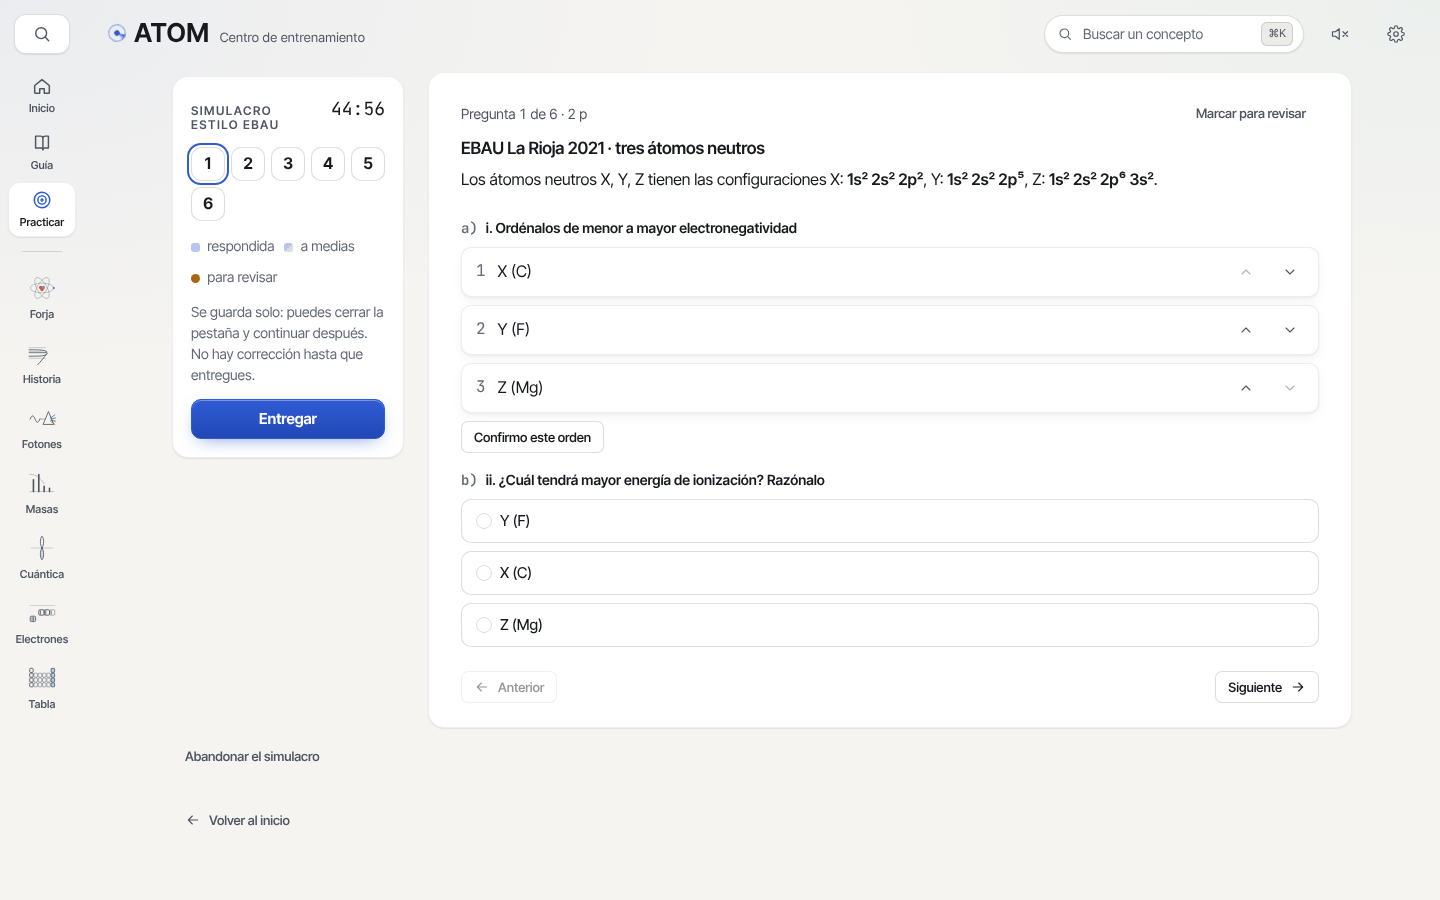 ATOM Centro de entrenamiento
Buscar un concepto ⌘K
Inicio
Guía
Practicar
Forja
Historia
Fotones
Masas
Cuántica
Electrones
Tabla
SIMULACRO
ESTILO EBAU
44:56
1 2 3 4 5
6
respondida a medias
para revisar
Se guarda solo: puedes cerrar la
pestaña y continuar después.
No hay corrección hasta que
entregues.
Entregar
Pregunta 1 de 6 · 2 p
Marcar para revisar
EBAU La Rioja 2021 · tres átomos neutros
Los átomos neutros X, Y, Z tienen las configuraciones X: 1s² 2s² 2p², Y: 1s² 2s² 2p⁵, Z: 1s² 2s² 2p⁶ 3s².
a) i. Ordénalos de menor a mayor electronegatividad
1 X (C)
2 Y (F)
3 Z (Mg)
Confirmo este orden
b) ii. ¿Cuál tendrá mayor energía de ionización? Razónalo
Y (F)
X (C)
Z (Mg)
← Anterior
Siguiente →
Abandonar el simulacro
← Volver al inicio